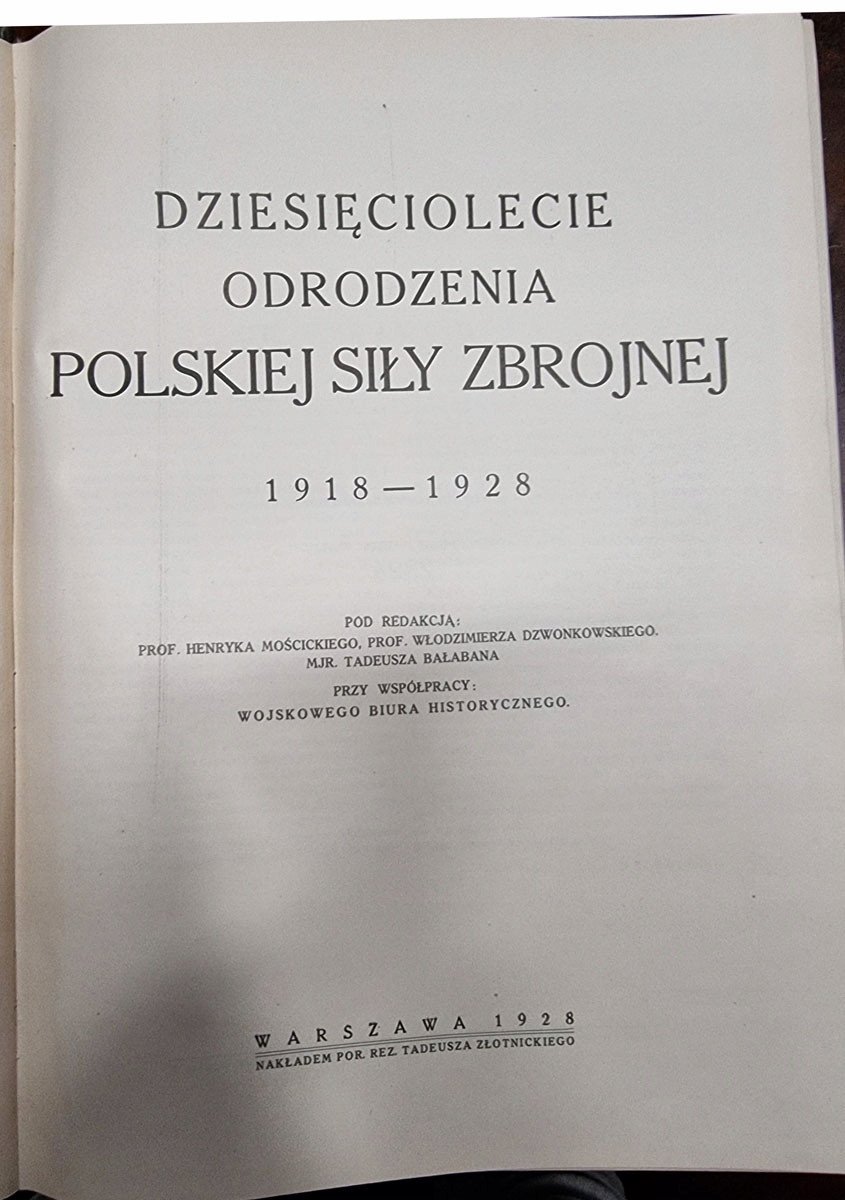 DZIESIĘCIOLECIE
ODRODZENIA
POLSKIEJ SIŁY ZBROJNEJ
1918—1928
POD REDAKCJĄ:
PROF. HENRYKA MOŚCICKIEGO, PROF. WŁODZIMIERZA DZWONKOWSKIEGO.
MJR. TADEUSZA BAŁABANA
PRZY WSPÓŁPRACY:
WOJSKOWEGO BIURA HISTORYCZNEGO.
WARSZAWA 1928
NAKŁADEM POR. REZ. TADEUSZA ZŁOTNICKIEGO